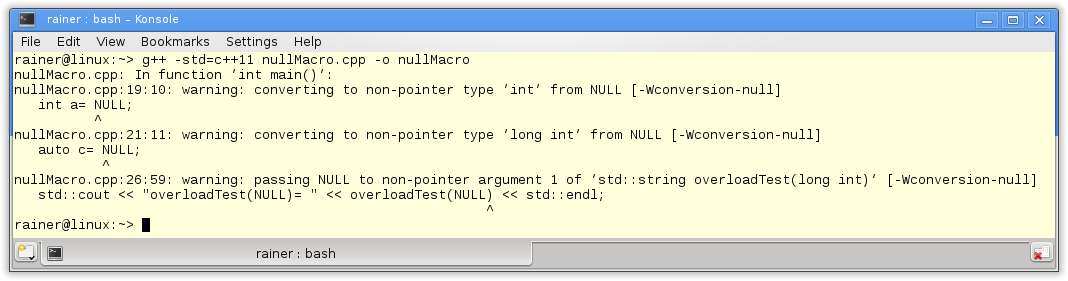 rainer : bash – Konsole
File Edit View Bookmarks Settings Help
rainer@linux:~> g++ -std=c++11 nullMacro.cpp -o nullMacro
nullMacro.cpp: In function ‘int main()’:
nullMacro.cpp:19:10: warning: converting to non-pointer type ‘int’ from NULL [-Wconversion-null]
   int a= NULL;
          ^
nullMacro.cpp:21:11: warning: converting to non-pointer type ‘long int’ from NULL [-Wconversion-null]
   auto c= NULL;
           ^
nullMacro.cpp:26:59: warning: passing NULL to non-pointer argument 1 of ‘std::string overloadTest(long int)’ [-Wconversion-null]
   std::cout << "overloadTest(NULL)= " << overloadTest(NULL) << std::endl;
                                                           ^
rainer@linux:~>
rainer : bash